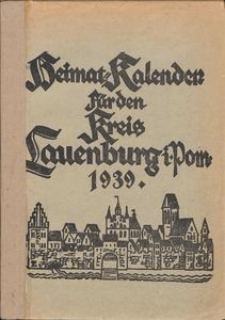 Heimat-Kalender
für den
Kreis
Lauenburg i. Pom.
1939.